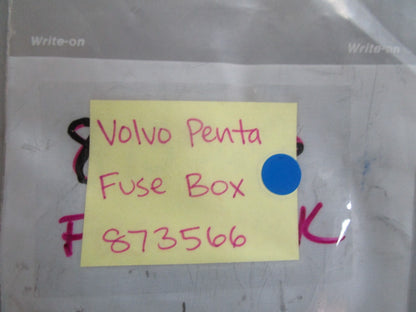 Write-on Write-on
Volvo Penta
Fuse Box
873566